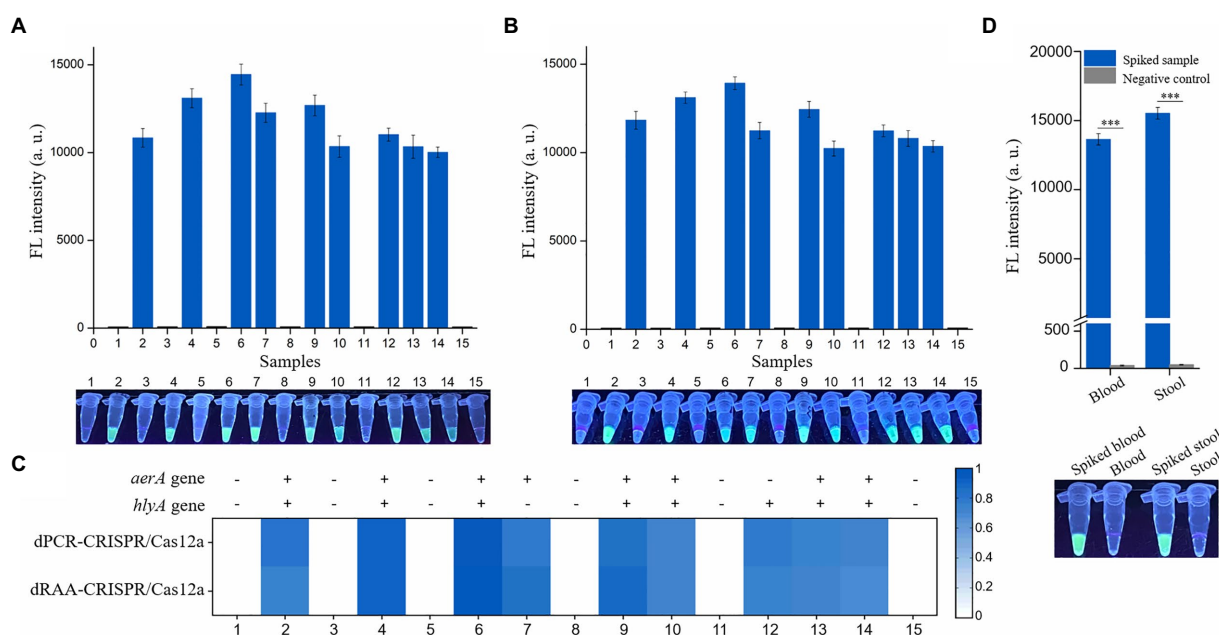 A
FL intensity (a. u.)
15000
10000
5000
0
0 1 2 3 4 5 6 7 8 9 10 11 12 13 14 15
Samples
1 2 3 4 5 6 7 8 9 10 11 12 13 14 15
B
FL intensity (a. u.)
15000
10000
5000
0
0 1 2 3 4 5 6 7 8 9 10 11 12 13 14 15
Samples
1 2 3 4 5 6 7 8 9 10 11 12 13 14 15
C
aerA gene - + - + - + + - + + - - + + -
hlyA gene - + - + - + - - + + - + + + -
dPCR-CRISPR/Cas12a
dRAA-CRISPR/Cas12a
1 2 3 4 5 6 7 8 9 10 11 12 13 14 15
1
0.8
0.6
0.4
0.2
0
D
FL intensity (a. u.)
20000
15000
10000
5000
500
0
Spiked sample
Negative control
*** ***
Blood Stool
Spiked blood
Blood
Spiked stool
Stool